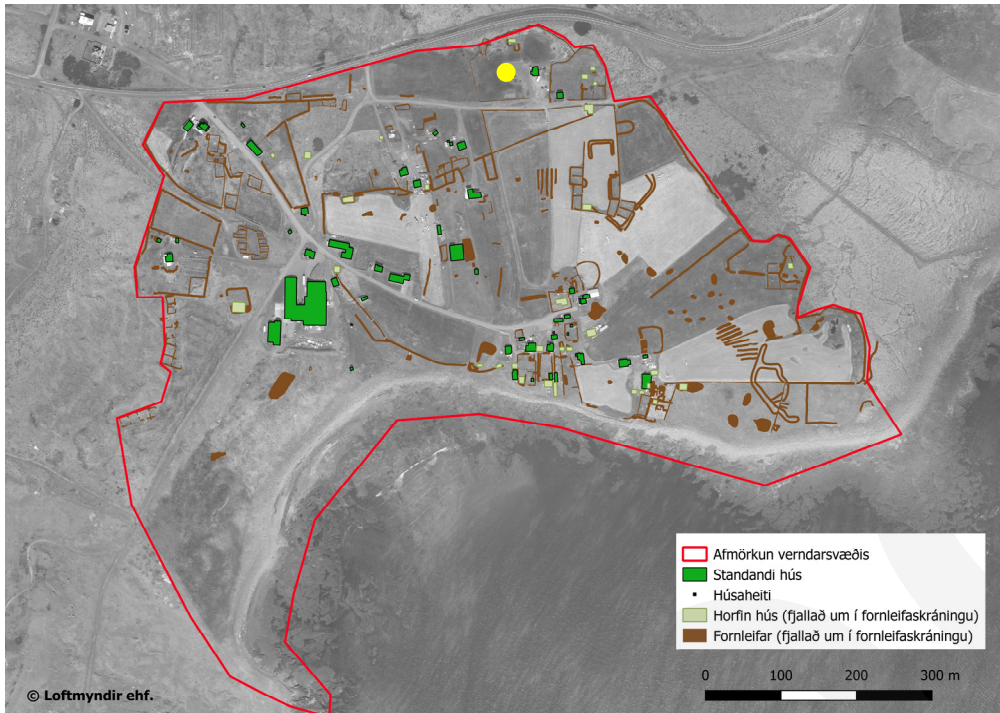 Afmörkun verndarsvæðis
Standandi hús
Húsaheiti
Horfin hús (fjallað um í fornleifaskráningu)
Fornleifar (fjallað um í fornleifaskráningu)
0 100 200 300 m
© Loftmyndir ehf.